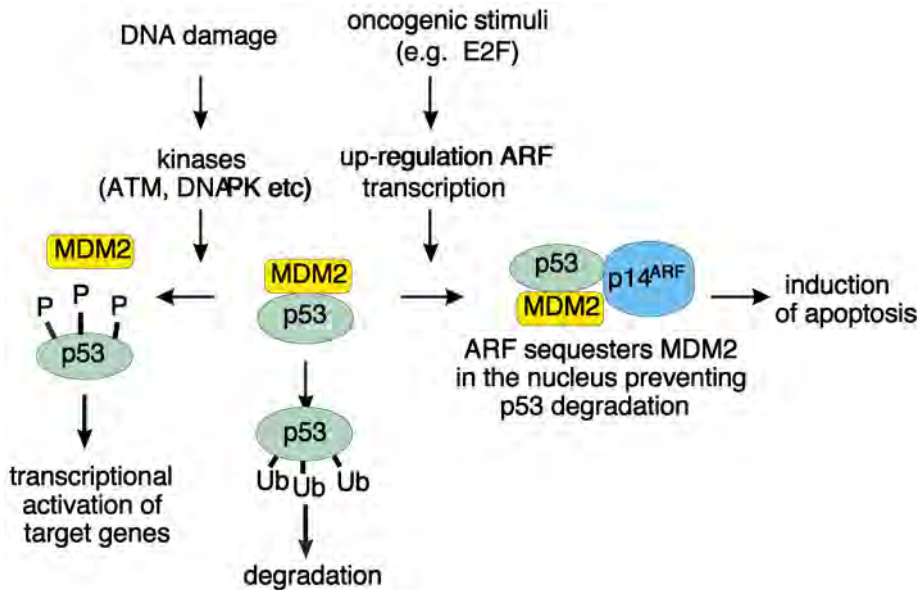 DNA damage
oncogenic stimuli
(e.g. E2F)
kinases
(ATM, DNAPK etc)
up-regulation ARF
transcription
MDM2
P
P
P
p53
MDM2
p53
p53
MDM2
p14ARF
induction
of apoptosis
ARF sequesters MDM2
in the nucleus preventing
p53 degradation
p53
Ub
Ub
Ub
transcriptional
activation of
target genes
degradation